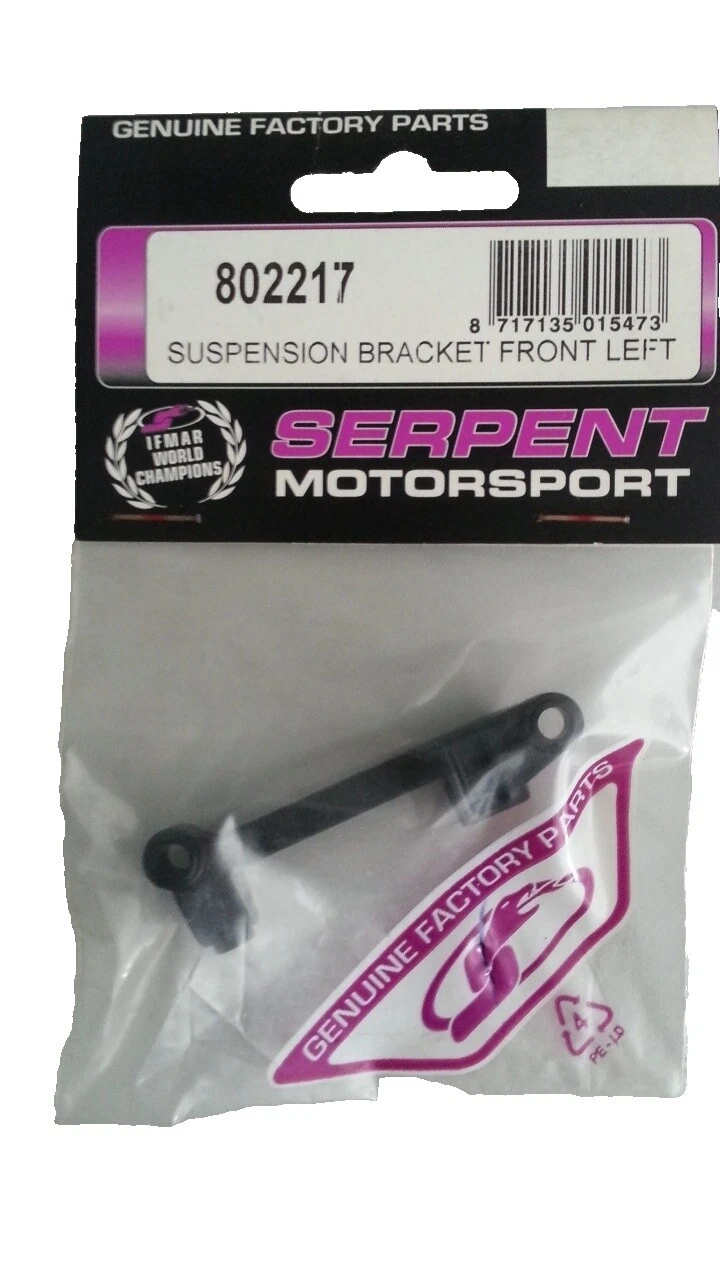 GENUINE FACTORY PARTS
802217
8 717135 015473
SUSPENSION BRACKET FRONT LEFT
IFMAR
WORLD
CHAMPIONS
SERPENT
MOTORSPORT
GENUINE FACTORY PARTS
4
PE-LD